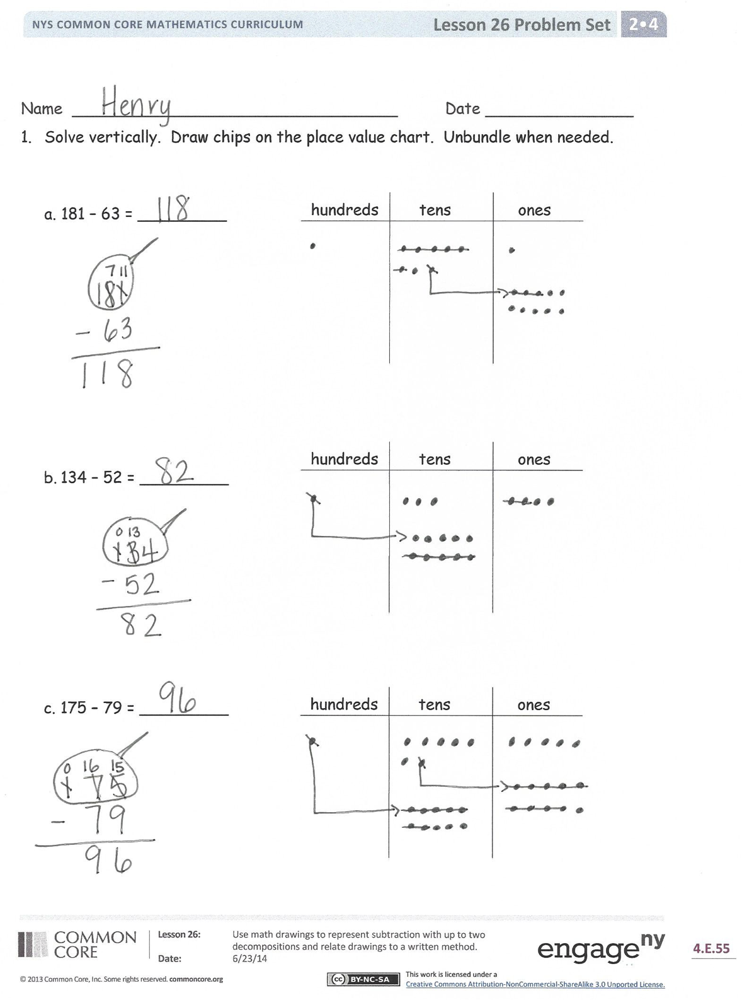 NYS COMMON CORE MATHEMATICS CURRICULUM Lesson 26 Problem Set 2•4
Name Henry Date
1. Solve vertically. Draw chips on the place value chart. Unbundle when needed.
a. 181 - 63 = 118
hundreds tens ones
7 11
181
- 63
118
b. 134 - 52 = 82
hundreds tens ones
0 13
134
- 52
82
c. 175 - 79 = 96
hundreds tens ones
0 16 15
175
- 79
96
COMMON CORE
Lesson 26: Use math drawings to represent subtraction with up to two
decompositions and relate drawings to a written method.
Date: 6/23/14
engage ny
4.E.55
© 2013 Common Core, Inc. Some rights reserved. commoncore.org
cc BY-NC-SA
This work is licensed under a
Creative Commons Attribution-NonCommercial-ShareAlike 3.0 Unported License.